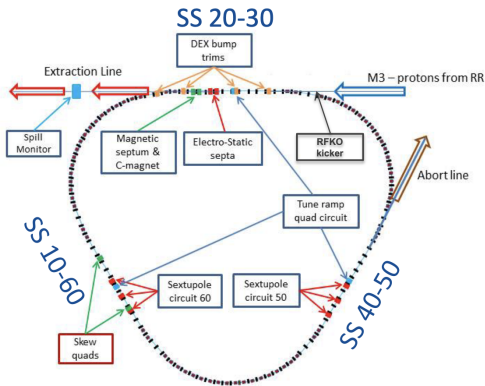 SS 20-30
DEX bump
trims
Extraction Line
M3 – protons from RR
Spill
Monitor
Magnetic
septum &
C-magnet
Electro-Static
septa
RFKO
kicker
Abort line
Tune ramp
quad circuit
SS 10-60
Sextupole
circuit 60
Sextupole
circuit 50
SS 40-50
Skew
quads